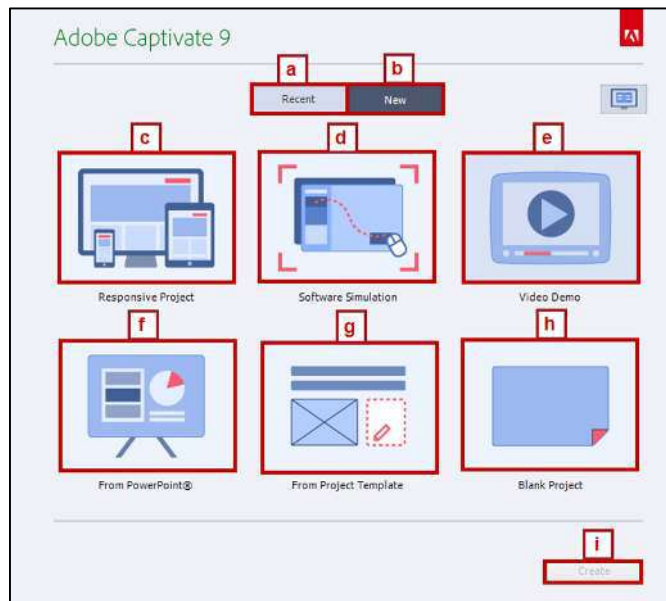 Adobe Captivate 9
a
b
Recent
New
c
d
e
Responsive Project
Software Simulation
Video Demo
f
g
h
From PowerPoint®
From Project Template
Blank Project
i
Create